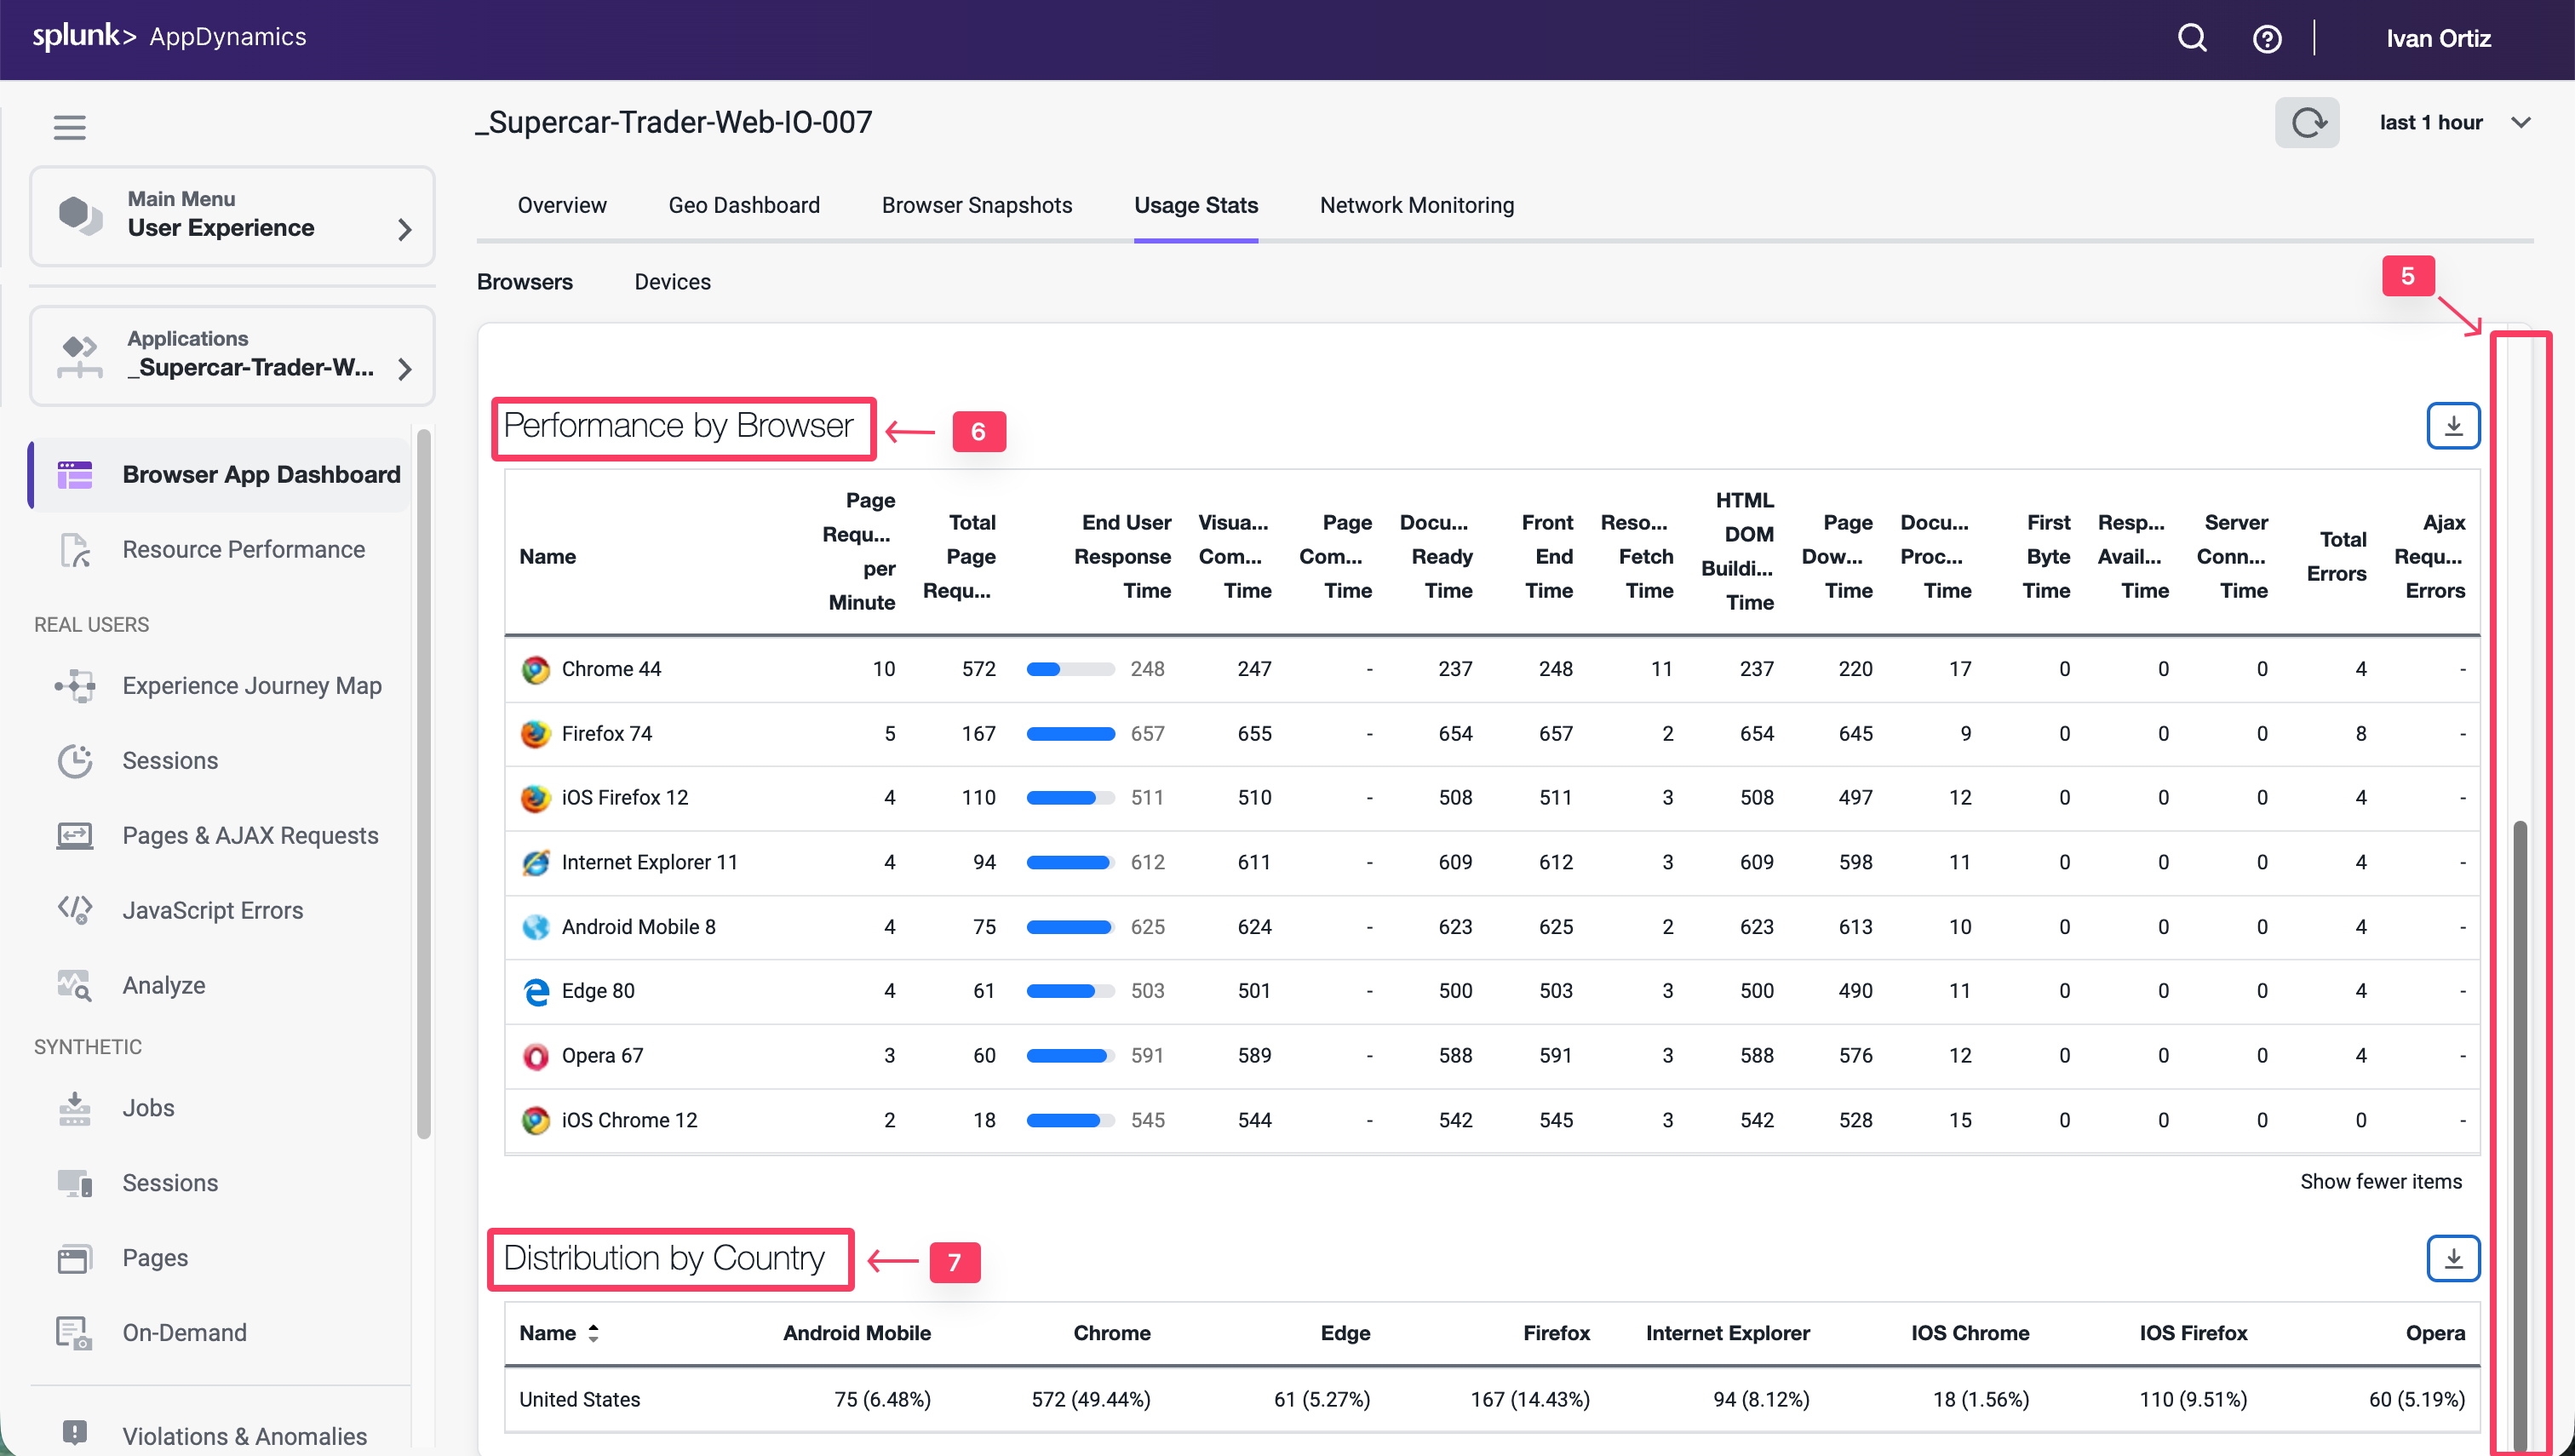 splunk> AppDynamics
Ivan Ortiz
_Supercar-Trader-Web-IO-007
last 1 hour
Main Menu
User Experience
Applications
_Supercar-Trader-W...
Browser App Dashboard
Resource Performance
REAL USERS
Experience Journey Map
Sessions
Pages & AJAX Requests
JavaScript Errors
Analyze
SYNTHETIC
Jobs
Sessions
Pages
On-Demand
Violations & Anomalies
Overview Geo Dashboard Browser Snapshots Usage Stats Network Monitoring
Browsers Devices
5
Performance by Browser
6
Name Page Requ... per Minute Total Page Requ... End User Response Time Visua... Com... Time Page Com... Time Docu... Ready Time Front End Time Reso... Fetch Time HTML DOM Buildi... Time Page Dow... Time Docu... Proc... Time First Byte Time Resp... Avail... Time Server Conn... Time Total Errors Ajax Requ... Errors
Chrome 44 10 572 248 247 - 237 248 11 237 220 17 0 0 0 4 -
Firefox 74 5 167 657 655 - 654 657 2 654 645 9 0 0 0 8 -
iOS Firefox 12 4 110 511 510 - 508 511 3 508 497 12 0 0 0 4 -
Internet Explorer 11 4 94 612 611 - 609 612 3 609 598 11 0 0 0 4 -
Android Mobile 8 4 75 625 624 - 623 625 2 623 613 10 0 0 0 4 -
Edge 80 4 61 503 501 - 500 503 3 500 490 11 0 0 0 4 -
Opera 67 3 60 591 589 - 588 591 3 588 576 12 0 0 0 4 -
iOS Chrome 12 2 18 545 544 - 542 545 3 542 528 15 0 0 0 0 -
Show fewer items
Distribution by Country
7
Name Android Mobile Chrome Edge Firefox Internet Explorer IOS Chrome IOS Firefox Opera
United States 75 (6.48%) 572 (49.44%) 61 (5.27%) 167 (14.43%) 94 (8.12%) 18 (1.56%) 110 (9.51%) 60 (5.19%)